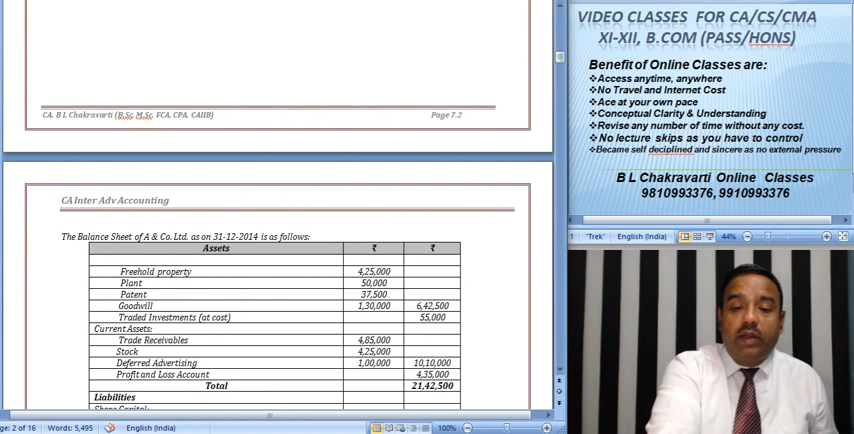 CA. B L Chakravarti (B.Sc, M.Sc, FCA, CPA, CAIIB) Page 7.2
CA Inter Adv Accounting
The Balance Sheet of A & Co. Ltd. as on 31-12-2014 is as follows:
Assets ₹ ₹
Freehold property 4,25,000
Plant 50,000
Patent 37,500
Goodwill 1,30,000 6,42,500
Traded Investments (at cost) 55,000
Current Assets:
Trade Receivables 4,85,000
Stock 4,25,000
Deferred Advertising 1,00,000 10,10,000
Profit and Loss Account 4,35,000
Total 21,42,500
Liabilities
Share Capital:
ge: 2 of 16 Words: 5,495 English (India) 100%
VIDEO CLASSES FOR CA/CS/CMA
XI-XII, B.COM (PASS/HONS)
Benefit of Online Classes are:
❖Access anytime, anywhere
❖No Travel and Internet Cost
❖Ace at your own pace
❖Conceptual Clarity & Understanding
❖Revise any number of time without any cost.
❖No lecture skips as you have to control
❖Became self deciplined and sincere as no external pressure
B L Chakravarti Online Classes
9810993376, 9910993376
1 "Trek" English (India) 44%